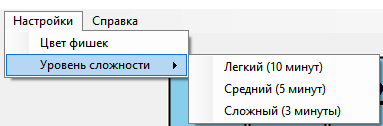 Настройки Справка
Цвет фишек
Уровень сложности
Легкий (10 минут)
Средний (5 минут)
Сложный (3 минуты)